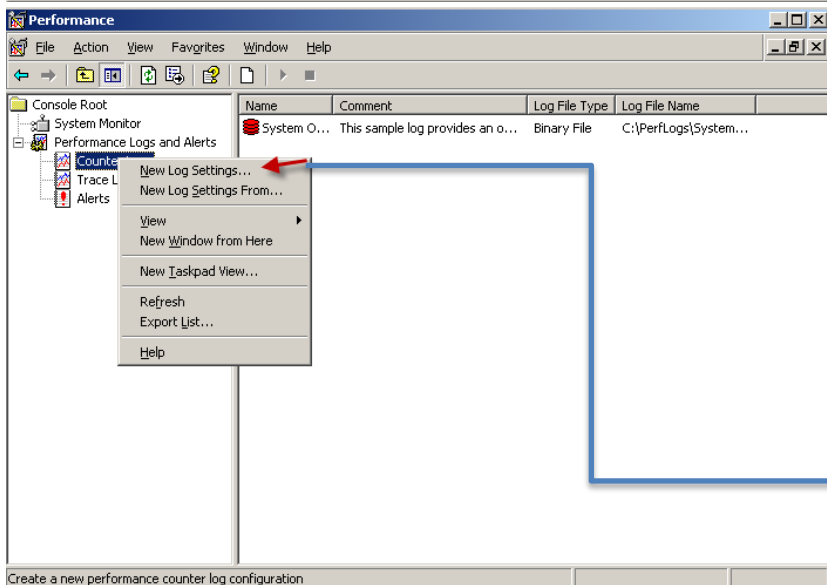 Performance
File Action View Favorites Window Help
Console Root
System Monitor
Performance Logs and Alerts
Counte
Trace L
Alerts
Name Comment Log File Type Log File Name
System O... This sample log provides an o... Binary File C:\PerfLogs\System...
New Log Settings...
New Log Settings From...
View
New Window from Here
New Taskpad View...
Refresh
Export List...
Help
Create a new performance counter log configuration